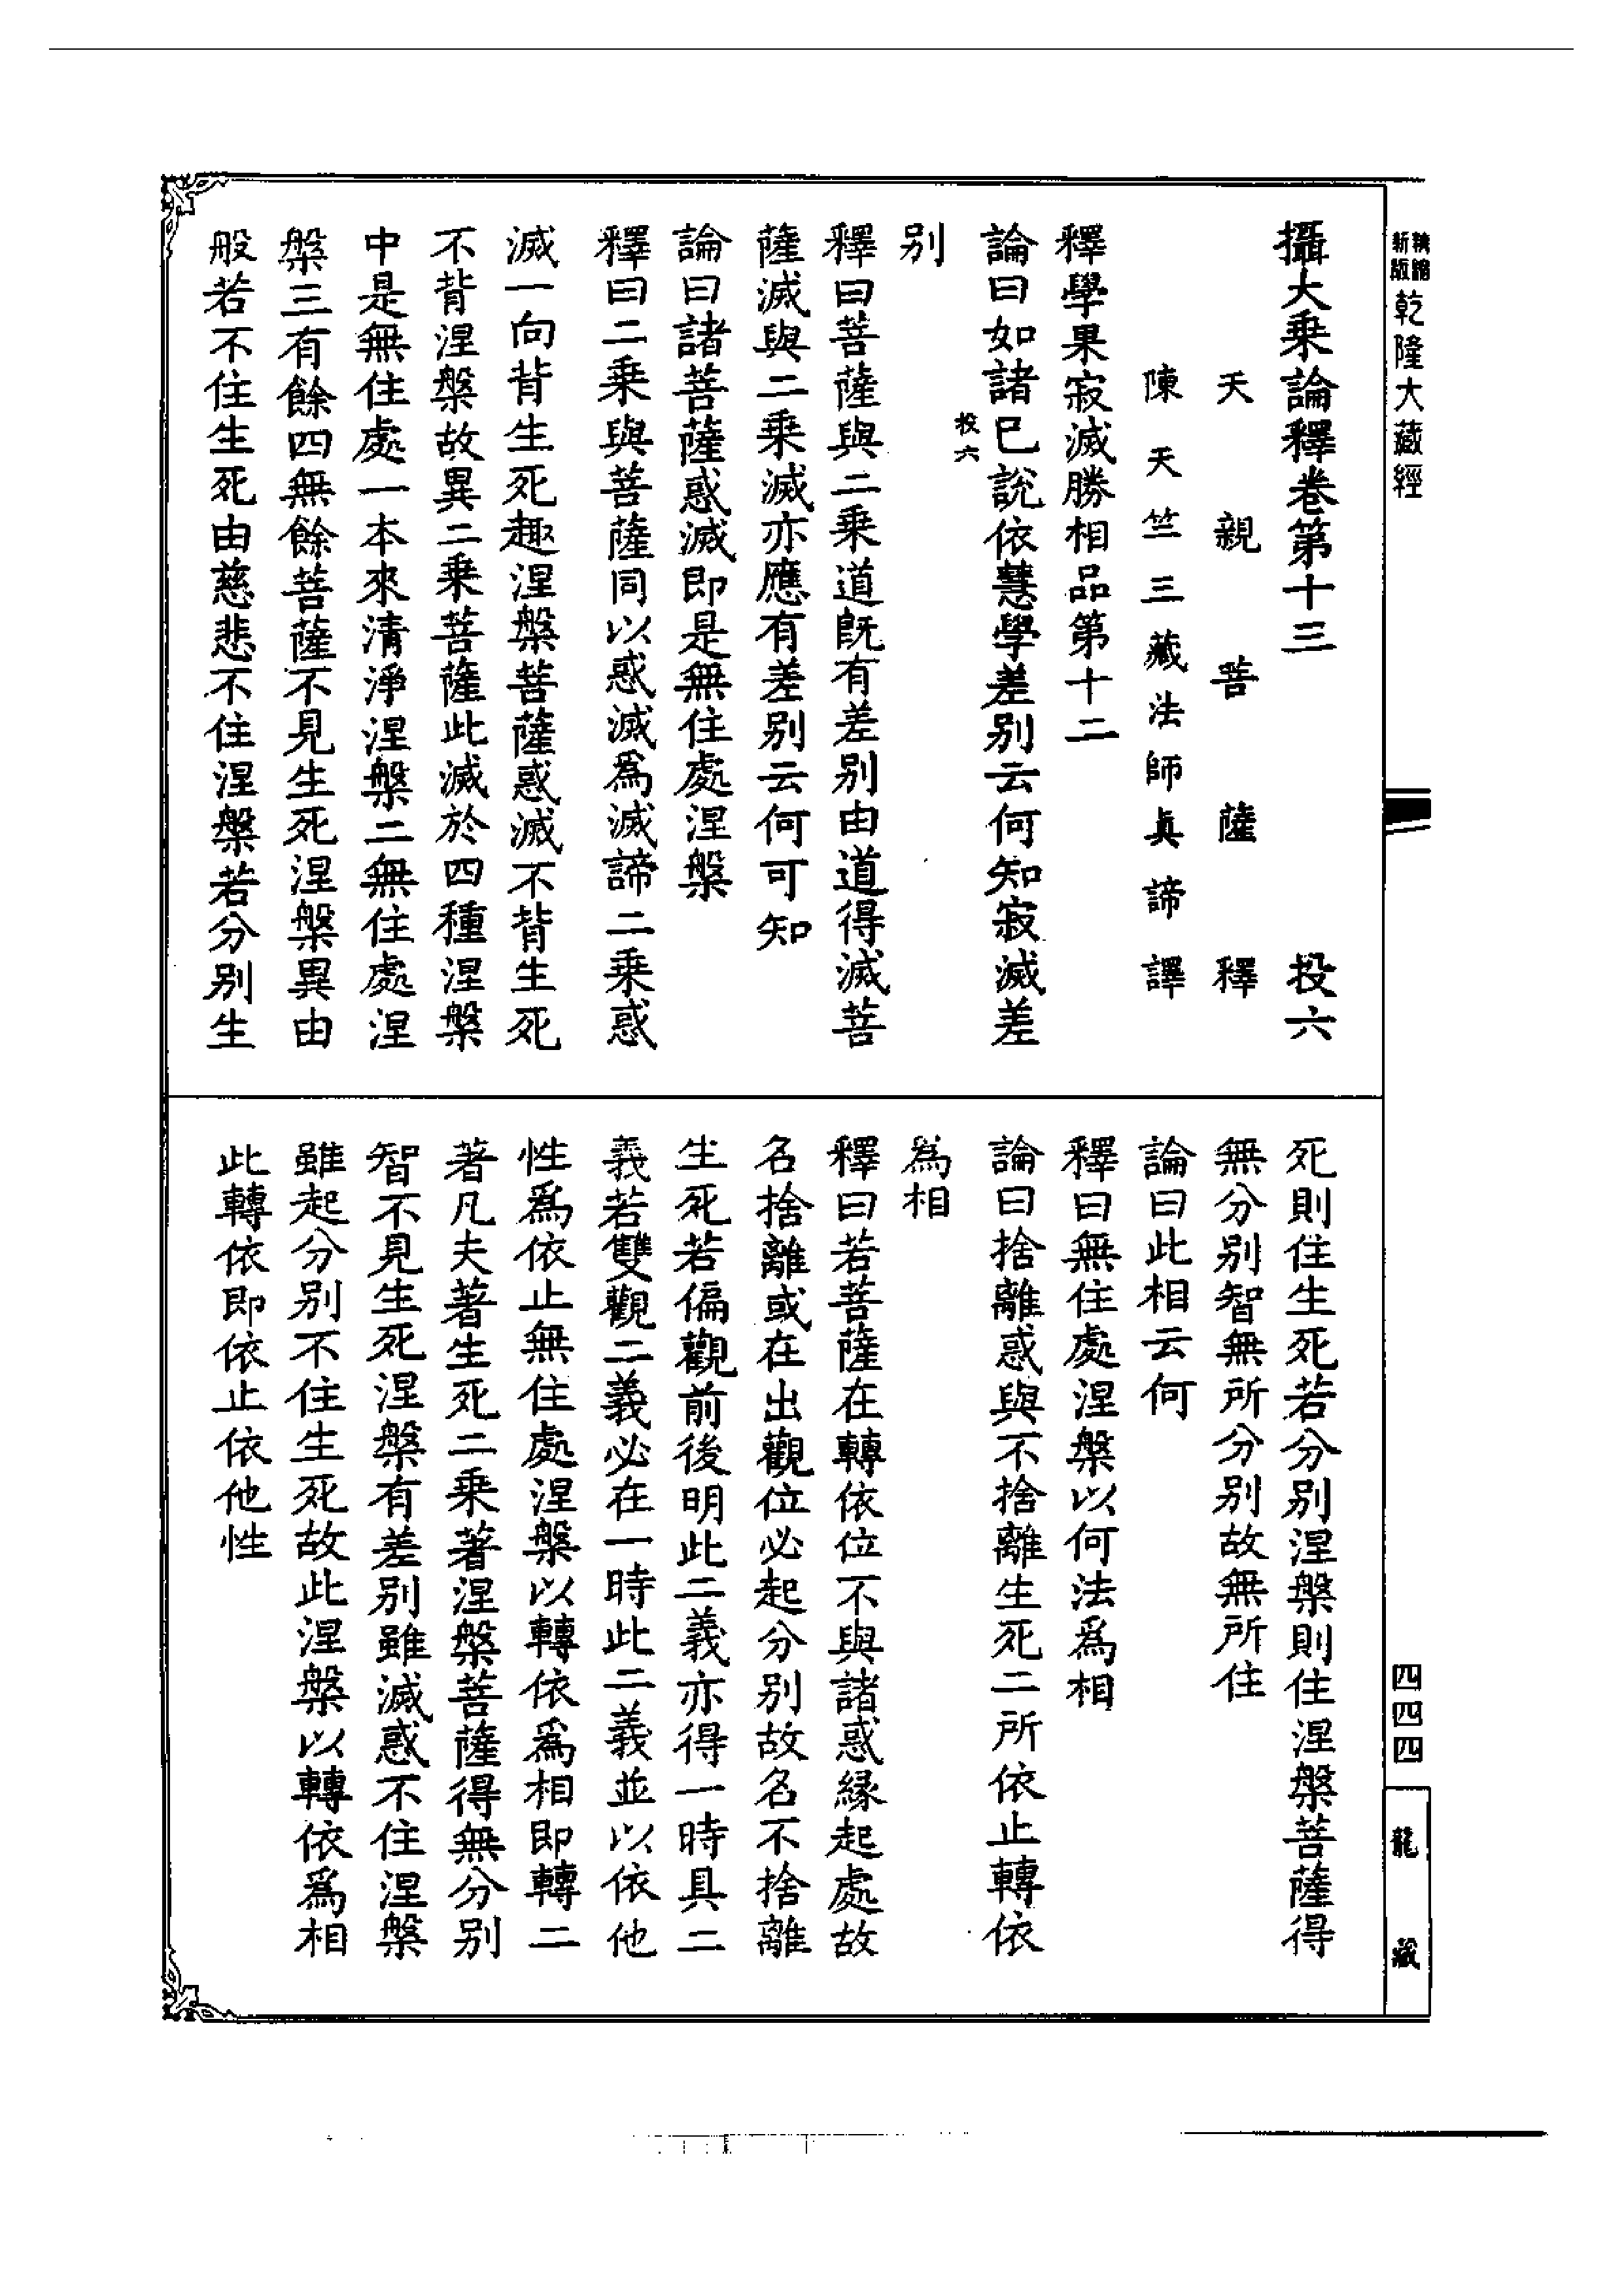 新版
精縮
乾隆大藏經
攝大乘論釋卷第十三　投六
天親菩薩釋
陳天竺三藏法師眞諦譯
釋學果寂滅勝相品第十二
論曰如諸已說依慧學差別云何知寂滅差
投六
別
釋曰菩薩與二乘道旣有差別由道得滅菩
薩滅與二乘滅亦應有差別云何可知
論曰諸菩薩惑滅即是無住處涅槃
釋曰二乘與菩薩同以惑滅爲滅諦二乘惑
滅一向背生死趣涅槃菩薩惑滅不背生死
不背涅槃故異二乘菩薩此滅於四種涅槃
中是無住處一本來清淨涅槃二無住處涅
槃三有餘四無餘菩薩不見生死涅槃異由
般若不住生死由慈悲不住涅槃若分別生
死則住生死若分別涅槃則住涅槃菩薩得
無分別智無所分別故無所住
論曰此相云何
釋曰無住處涅槃以何法爲相
論曰捨離惑與不捨離生死二所依止轉依
為相
釋曰若菩薩在轉依位不與諸惑緣起處故
名捨離或在出觀位必起分別故名不捨離
生死若偏觀前後明此二義亦得一時具二
義若雙觀二義必在一時此二義並以依他
性爲依止無住處涅槃以轉依爲相即轉二
著凡夫著生死二乘著涅槃菩薩得無分別
智不見生死涅槃有差別雖滅惑不住涅槃
雖起分別不住生死故此涅槃以轉依爲相
此轉依即依止依他性
四四四
龍藏